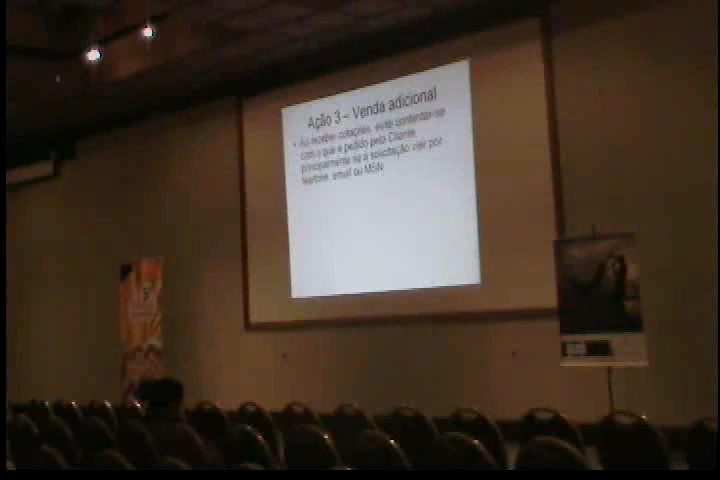 Ação 3 – Venda adicional
• Ao receber cotações, evite contentar-se
com o que é pedido pelo Cliente
principalmente se a solicitação vier por
telefone, email ou MSN